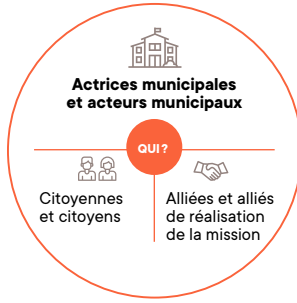 Actrices municipales
et acteurs municipaux
QUI ?
Citoyennes
et citoyens
Alliées et alliés
de réalisation
de la mission